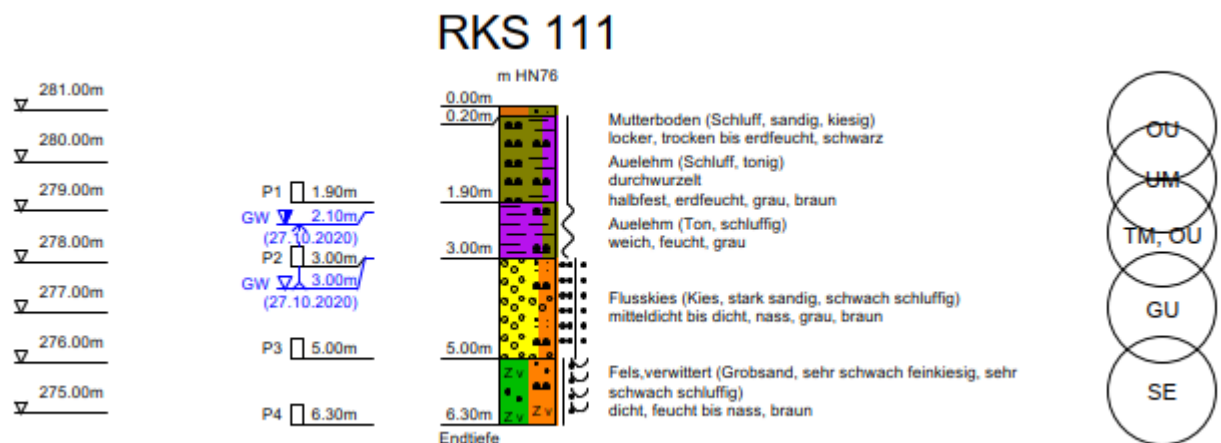 RKS 111
m HN76
281.00m
280.00m
279.00m
278.00m
277.00m
276.00m
275.00m
P1 1.90m
GW 2.10m
(27.10.2020)
P2 3.00m
GW 3.00m
(27.10.2020)
P3 5.00m
P4 6.30m
0.00m
0.20m
1.90m
3.00m
5.00m
6.30m
Endtiefe
Z v
Z v
Z v
Z v
Mutterboden (Schluff, sandig, kiesig)
locker, trocken bis erdfeucht, schwarz
Auelehm (Schluff, tonig)
durchwurzelt
halbfest, erdfeucht, grau, braun
Auelehm (Ton, schluffig)
weich, feucht, grau
Flusskies (Kies, stark sandig, schwach schluffig)
mitteldicht bis dicht, nass, grau, braun
Fels,verwittert (Grobsand, sehr schwach feinkiesig, sehr
schwach schluffig)
dicht, feucht bis nass, braun
OU
UM
TM, OU
GU
SE